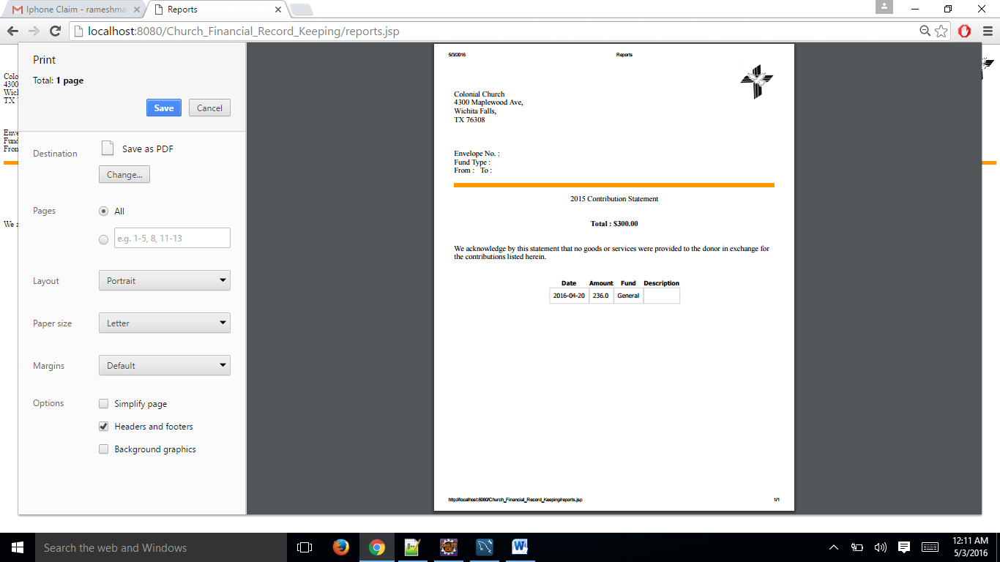 Iphone Claim - rameshma
Reports
localhost:8080/Church_Financial_Record_Keeping/reports.jsp
Colo
4300
Wicl
TX
Enve
Fund
Fron
We a
Print
Total: 1 page
Save
Cancel
Destination
Save as PDF
Change...
Pages
All
e.g. 1-5, 8, 11-13
Layout
Portrait
Paper size
Letter
Margins
Default
Options
Simplify page
Headers and footers
Background graphics
5/3/2016
Reports
Colonial Church
4300 Maplewood Ave,
Wichita Falls,
TX 76308
Envelope No. :
Fund Type :
From : To :
2015 Contribution Statement
Total : $300.00
We acknowledge by this statement that no goods or services were provided to the donor in exchange for
the contributions listed herein.
Date Amount Fund Description
2016-04-20 236.0 General
http://localhost:8080/Church_Financial_Record_Keeping/reports.jsp
1/1
Search the web and Windows
12:11 AM
5/3/2016